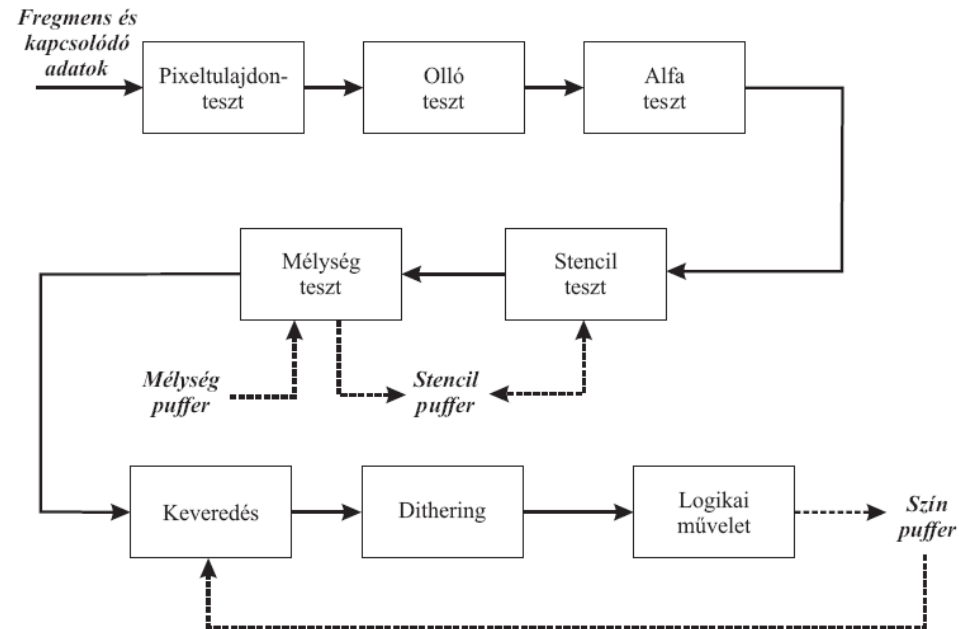 Fregmens és
kapcsolódó
adatok
Pixeltulajdon-
teszt
Olló
teszt
Alfa
teszt
Mélység
teszt
Stencil
teszt
Mélység
puffer
Stencil
puffer
Keveredés
Dithering
Logikai
művelet
Szín
puffer